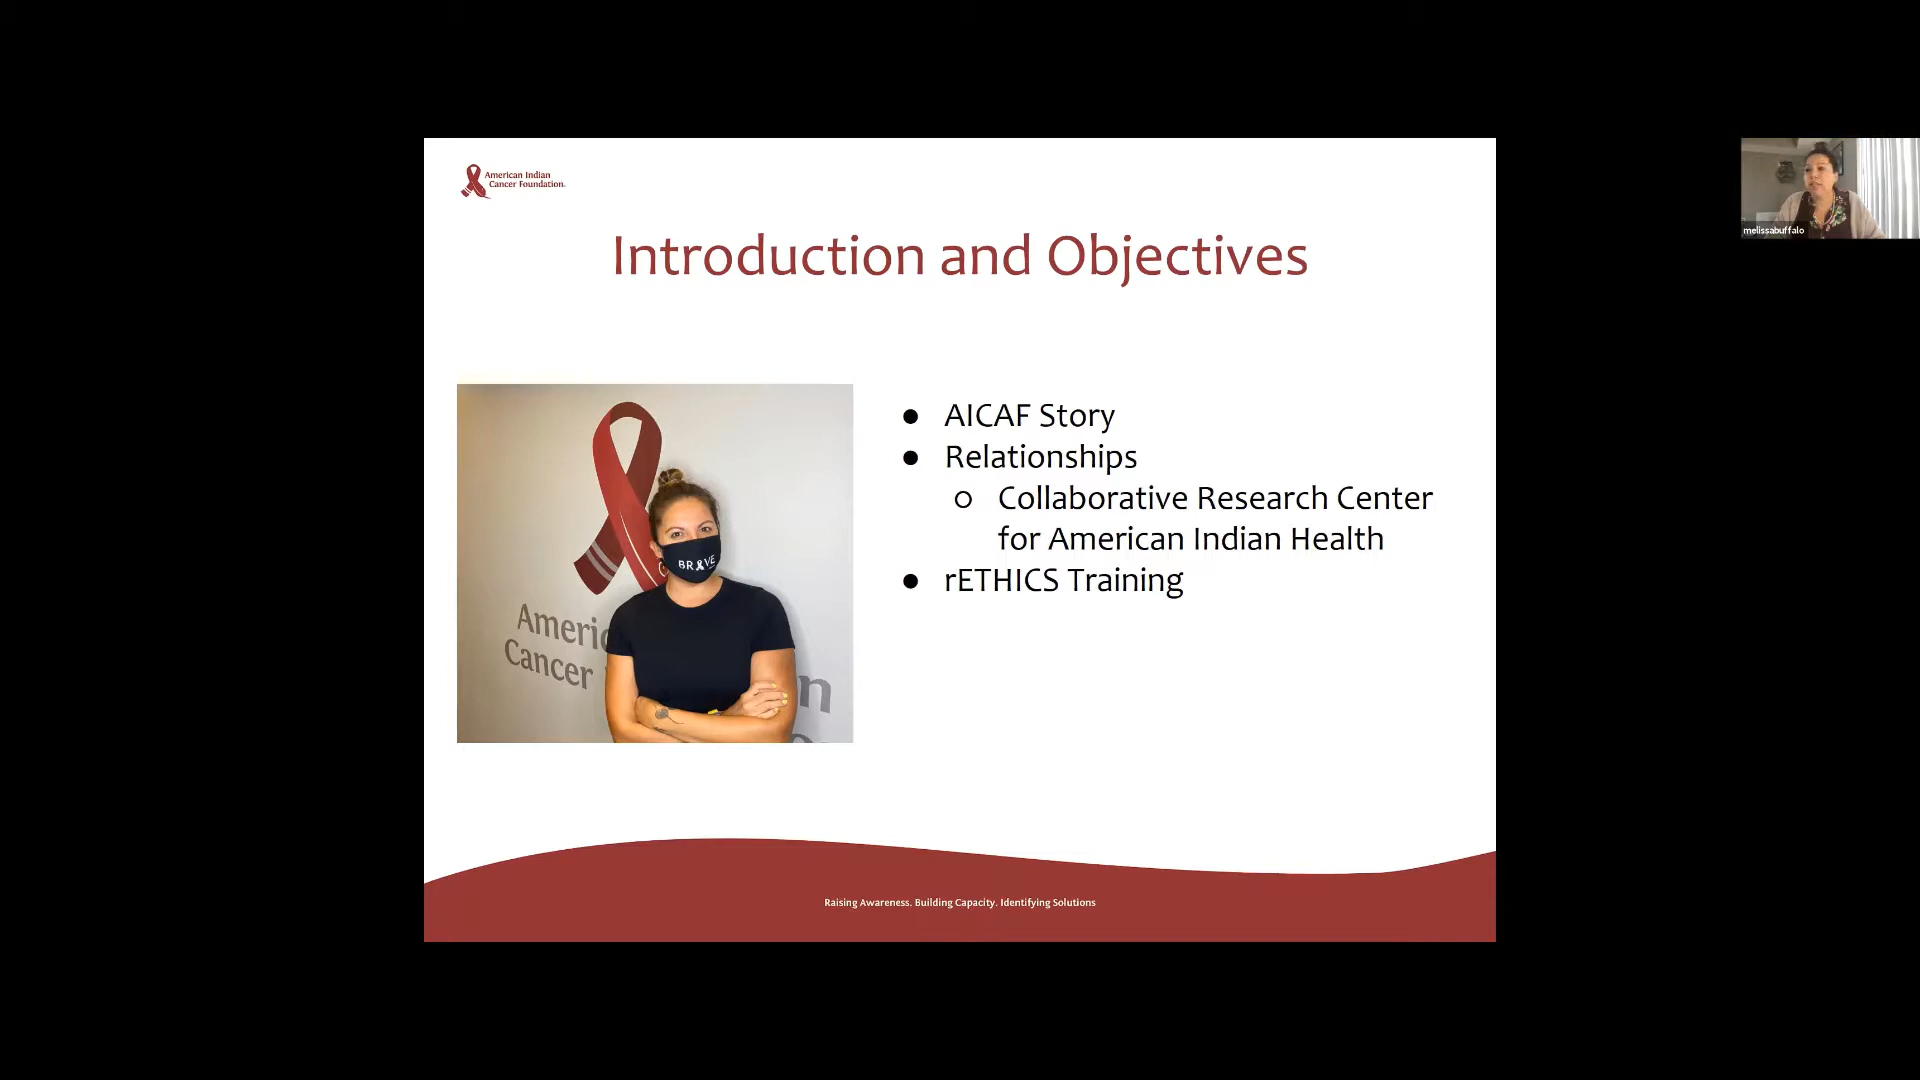 American Indian
Cancer Foundation.
Introduction and Objectives
melissabuffalo
BRAVE
Americ
Cancer
n
● AICAF Story
● Relationships
○ Collaborative Research Center
for American Indian Health
● rETHICS Training
Raising Awareness. Building Capacity. Identifying Solutions